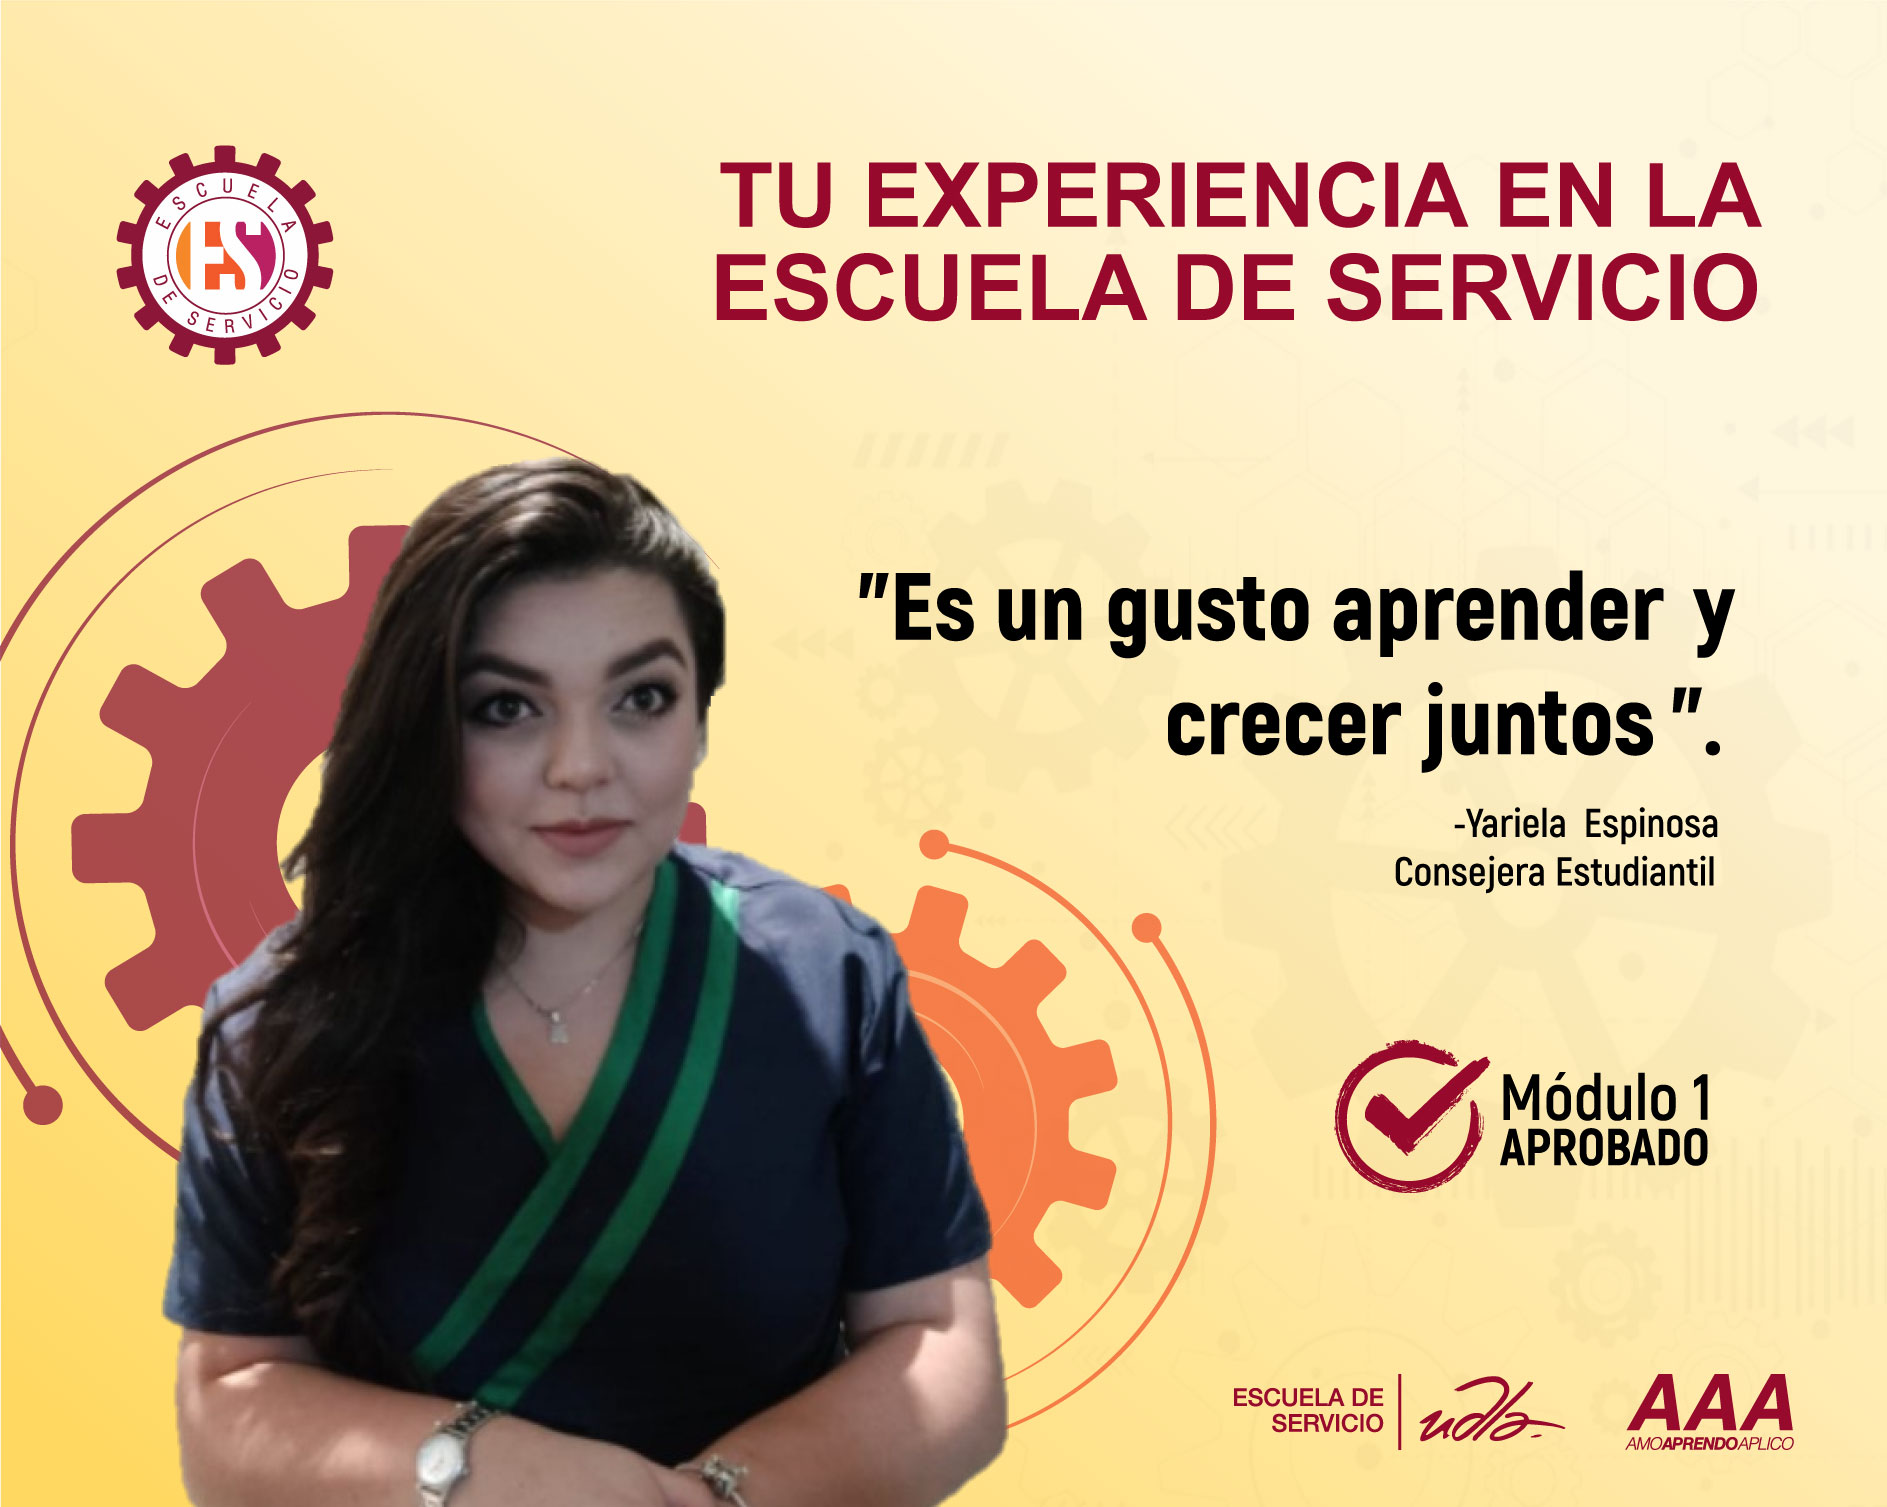 ESCUELA
ES
DE SERVICIO
TU EXPERIENCIA EN LA
ESCUELA DE SERVICIO
"Es un gusto aprender y
crecer juntos ".
-Yariela Espinosa
Consejera Estudiantil
Módulo 1
APROBADO
ESCUELA DE
SERVICIO
udla
AAA
AMOAPRENDOAPLICO